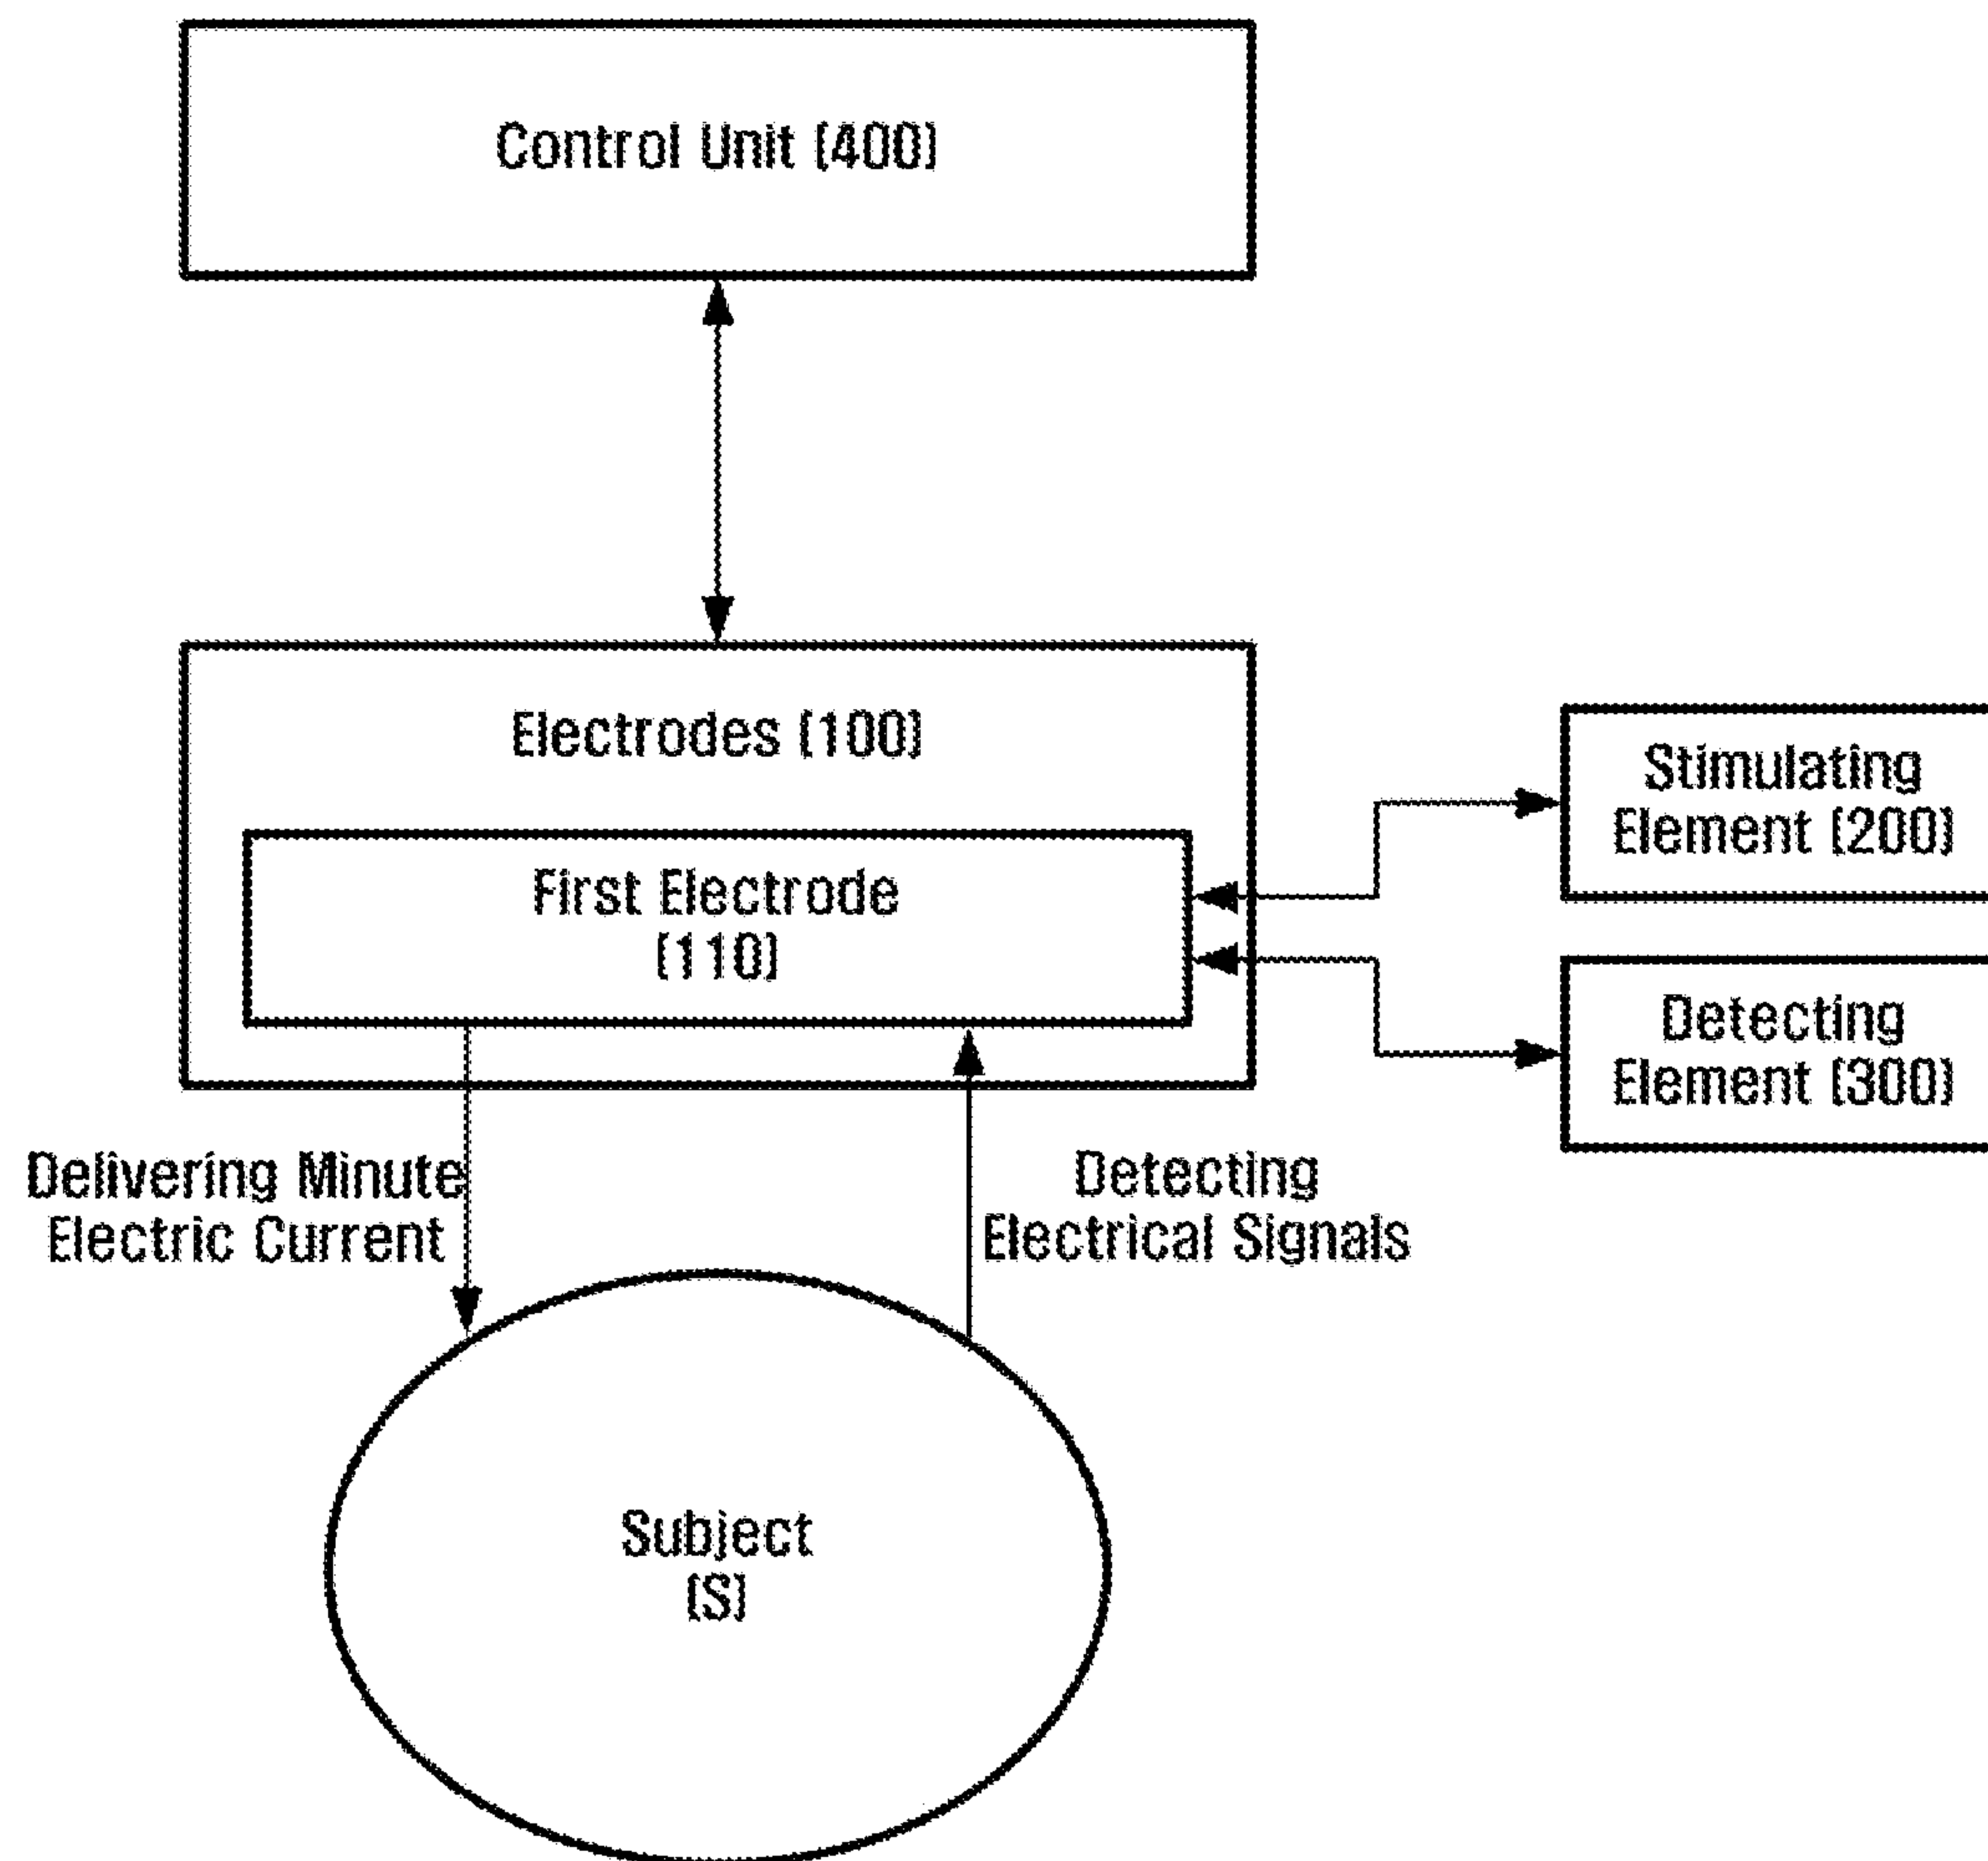 Control Unit (400)
Electrodes (100)
First Electrode
(110)
Stimulating
Element (200)
Detecting
Element (300)
Delivering Minute
Electric Current
Detecting
Electrical Signals
Subject
(S)